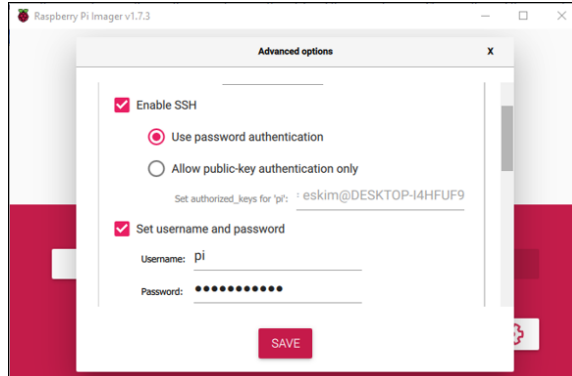 Raspberry Pi Imager v1.7.3
Advanced options
X
Enable SSH
Use password authentication
Allow public-key authentication only
Set authorized_keys for 'pi': eskim@DESKTOP-I4HFUF9
Set username and password
Username: pi
Password: •••••••••••
SAVE